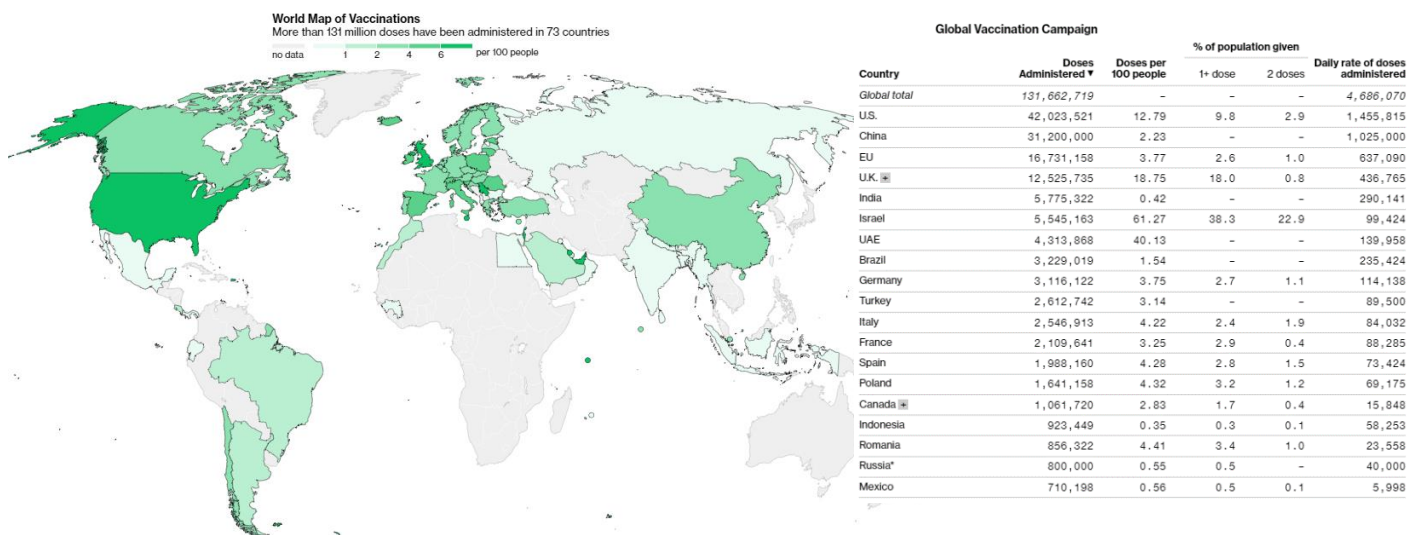 World Map of Vaccinations
More than 131 million doses have been administered in 73 countries
no data 1 2 4 6 per 100 people
Global Vaccination Campaign
% of population given
Doses Doses per Daily rate of doses
Country Administered ▼ 100 people 1+ dose 2 doses administered
Global total 131,662,719 – – – 4,686,070
U.S. 42,023,521 12.79 9.8 2.9 1,455,815
China 31,200,000 2.23 – – 1,025,000
EU 16,731,158 3.77 2.6 1.0 637,090
U.K. + 12,525,735 18.75 18.0 0.8 436,765
India 5,775,322 0.42 – – 290,141
Israel 5,545,163 61.27 38.3 22.9 99,424
UAE 4,313,868 40.13 – – 139,958
Brazil 3,229,019 1.54 – – 235,424
Germany 3,116,122 3.75 2.7 1.1 114,138
Turkey 2,612,742 3.14 – – 89,500
Italy 2,546,913 4.22 2.4 1.9 84,032
France 2,109,641 3.25 2.9 0.4 88,285
Spain 1,988,160 4.28 2.8 1.5 73,424
Poland 1,641,158 4.32 3.2 1.2 69,175
Canada + 1,061,720 2.83 1.7 0.4 15,848
Indonesia 923,449 0.35 0.3 0.1 58,253
Romania 856,322 4.41 3.4 1.0 23,558
Russia* 800,000 0.55 0.5 – 40,000
Mexico 710,198 0.56 0.5 0.1 5,998